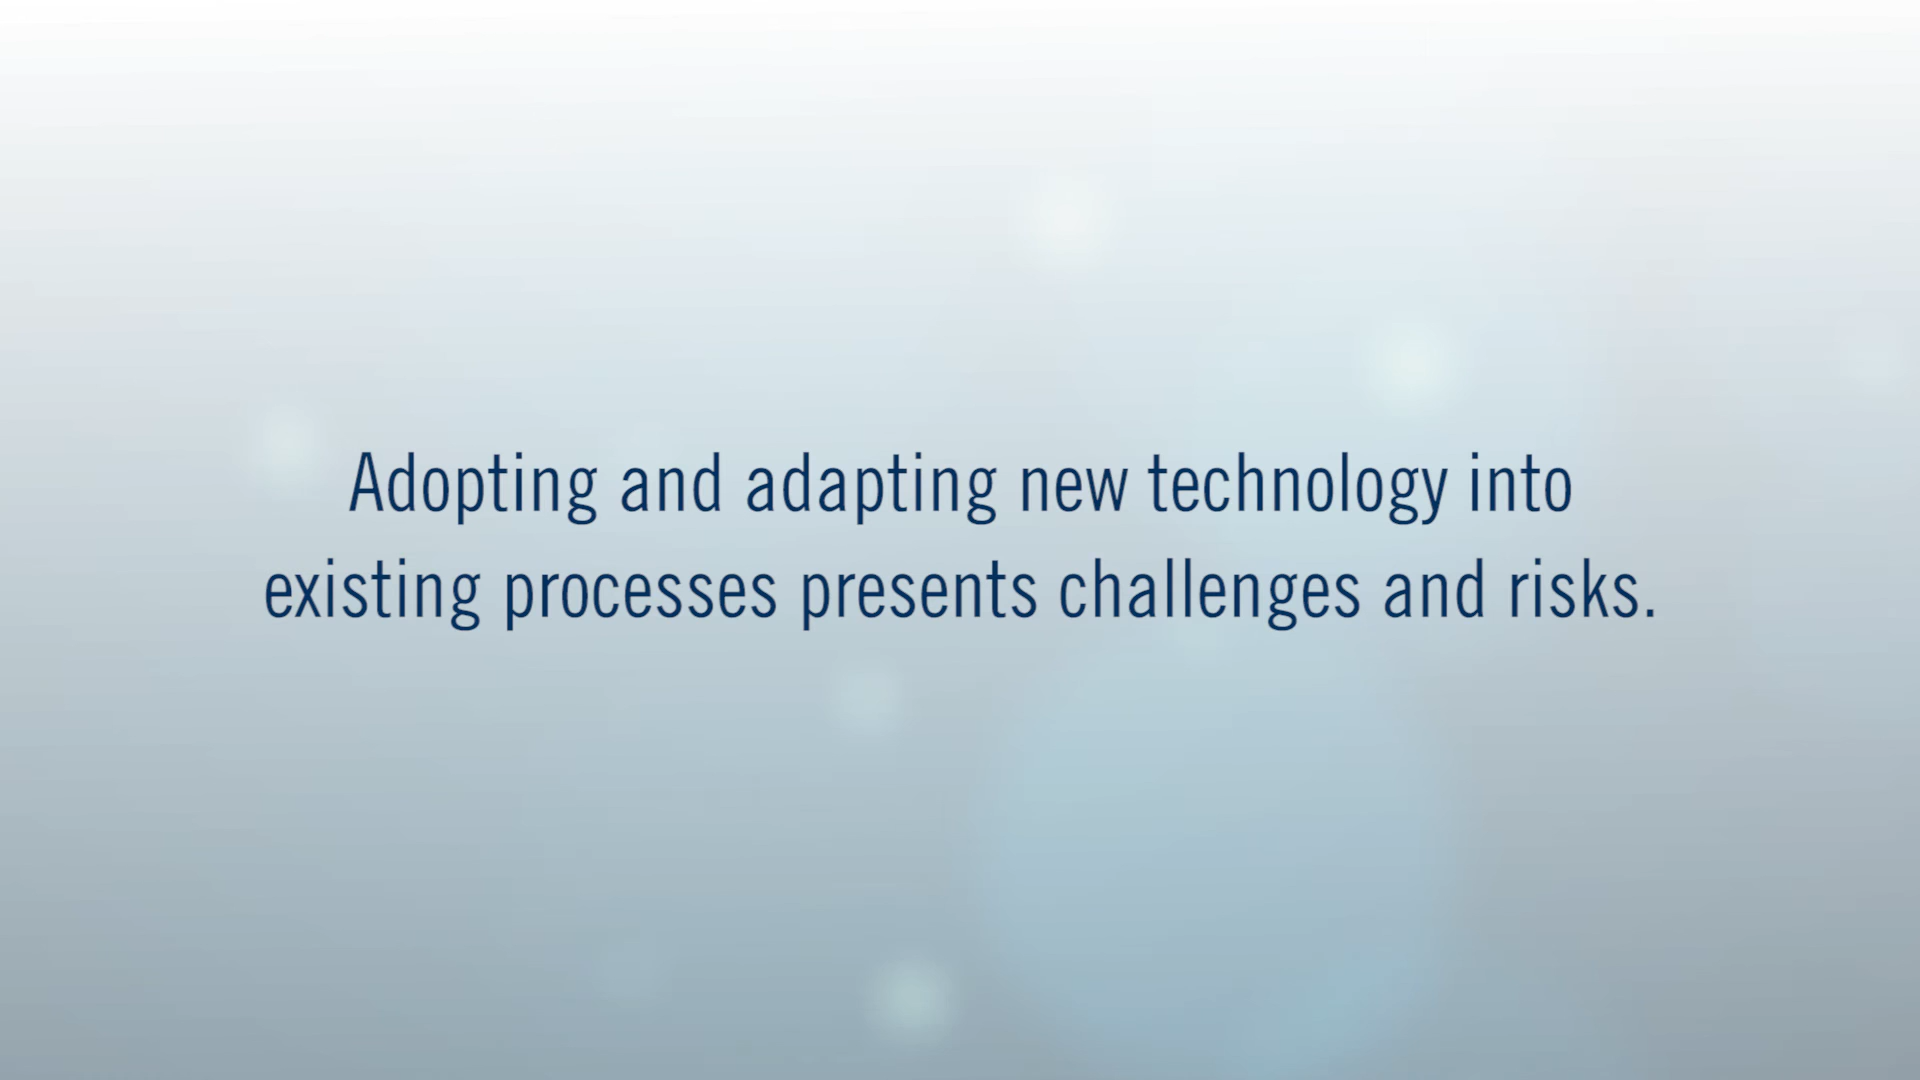 Adopting and adapting new technology into
existing processes presents challenges and risks.